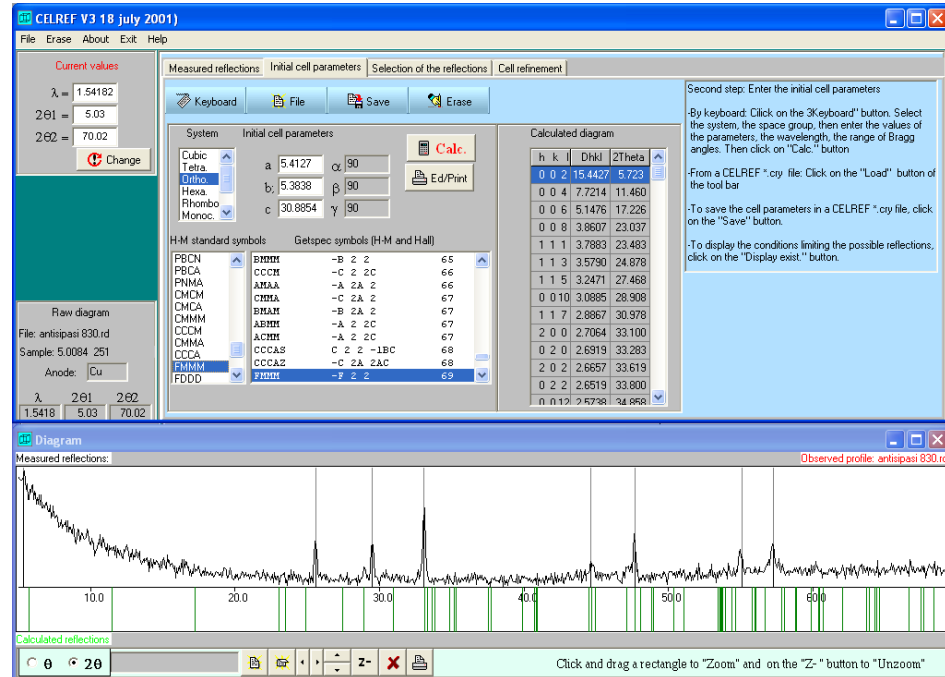 CELREF V3 18 july 2001)
File Erase About Exit Help
Current values
λ = 1.54182
2θ1 = 5.03
2θ2 = 70.02
Change
Measured reflections Initial cell parameters Selection of the reflections Cell refinement
Keyboard File Save Erase
System Initial cell parameters
Cubic
Tetra.
Ortho.
Hexa.
Rhombo
Monoc.
a 5.4127 α 90
b; 5.3838 β 90
c 30.8854 γ 90
Calc.
Ed/Print
H-M standard symbols Getspec symbols (H-M and Hall)
PBCN
PBCA
PNMA
CMCM
CMCA
CMMM
CCCM
CMMA
CCCA
FMMM
FDDD
BMMM -B 2 2 65
CCCM -C 2 2C 66
AMAA -A 2A 2 66
CMMA -C 2A 2 67
BMAM -B 2A 2 67
ABMM -A 2 2C 67
ACMM -A 2 2C 67
CCCAS C 2 2 -1BC 68
CCCAZ -C 2A 2AC 68
FMMM -F 2 2 69
Calculated diagram
h k l Dhkl 2Theta
0 0 2 15.4427 5.723
0 0 4 7.7214 11.460
0 0 6 5.1476 17.226
0 0 8 3.8607 23.037
1 1 1 3.7883 23.483
1 1 3 3.5790 24.878
1 1 5 3.2471 27.468
0 0 10 3.0885 28.908
1 1 7 2.8867 30.978
2 0 0 2.7064 33.100
0 2 0 2.6919 33.283
2 0 2 2.6657 33.619
0 2 2 2.6519 33.800
0 0 12 2.5738 34.858
Second step: Enter the initial cell parameters
-By keyboard: Cilick on the 3Keyboard" button. Select
the system, the space group, then enter the values of
the parameters, the wavelength, the range of Bragg
angles. Then click on "Calc." button
-From a CELREF *.cry file: Click on the "Load" button of
the tool bar
-To save the cell parameters in a CELREF *.cry file, click
on the "Save" button.
-To display the conditions limiting the possible reflections,
click on the "Display exist." button.
Raw diagram
File: antisipasi 830.rd
Sample: 5.0084 251
Anode: Cu
λ 2θ1 2θ2
1.5418 5.03 70.02
Diagram
Measured reflections: Observed profile: antisipasi 830.rd
10.0 20.0 30.0 40.0 50.0 60.0
Calculated reflections
θ 2θ Z- Click and drag a rectangle to "Zoom" and on the "Z-" button to "Unzoom"